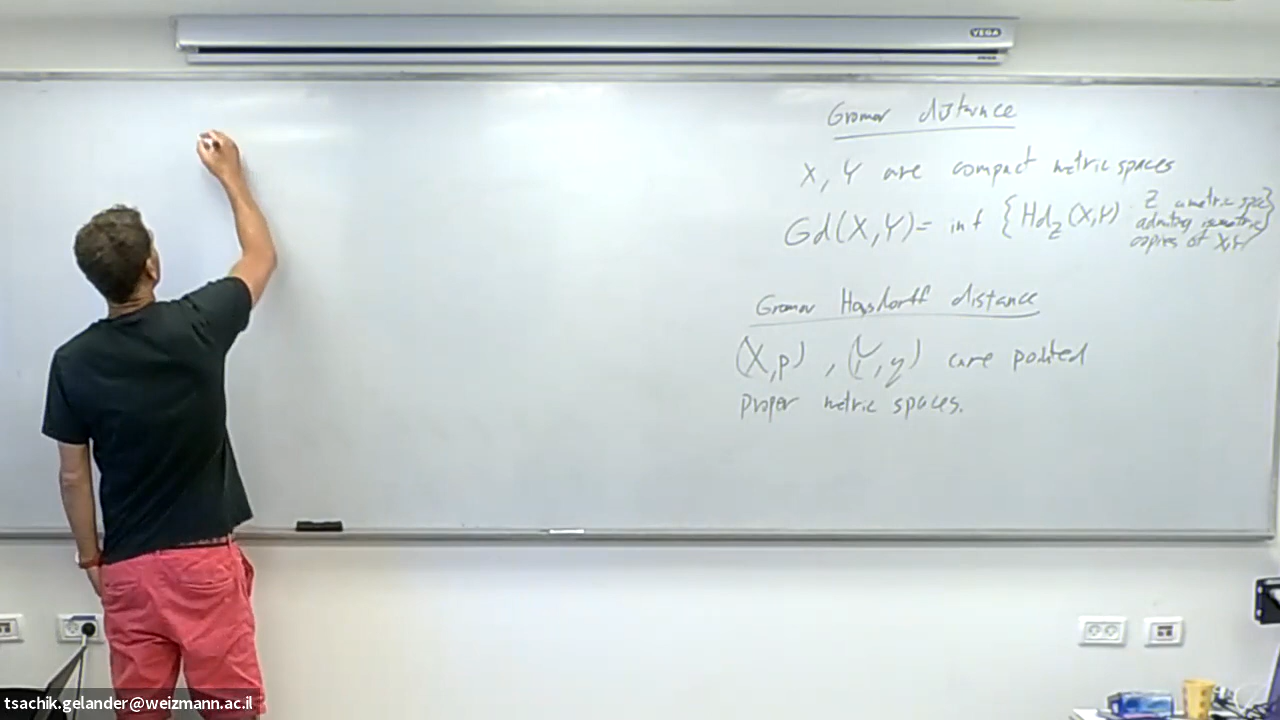 VEGA
Gromov distance
X, Y are compact metric spaces
Gd(X,Y)= inf { Hd_Z(X,Y) : Z a metric space admiting isometric copies of X,Y }
Gromov Hausdorff distance
(X,p) , (Y,q) are pointed
proper metric spaces.
tsachik.gelander@weizmann.ac.il